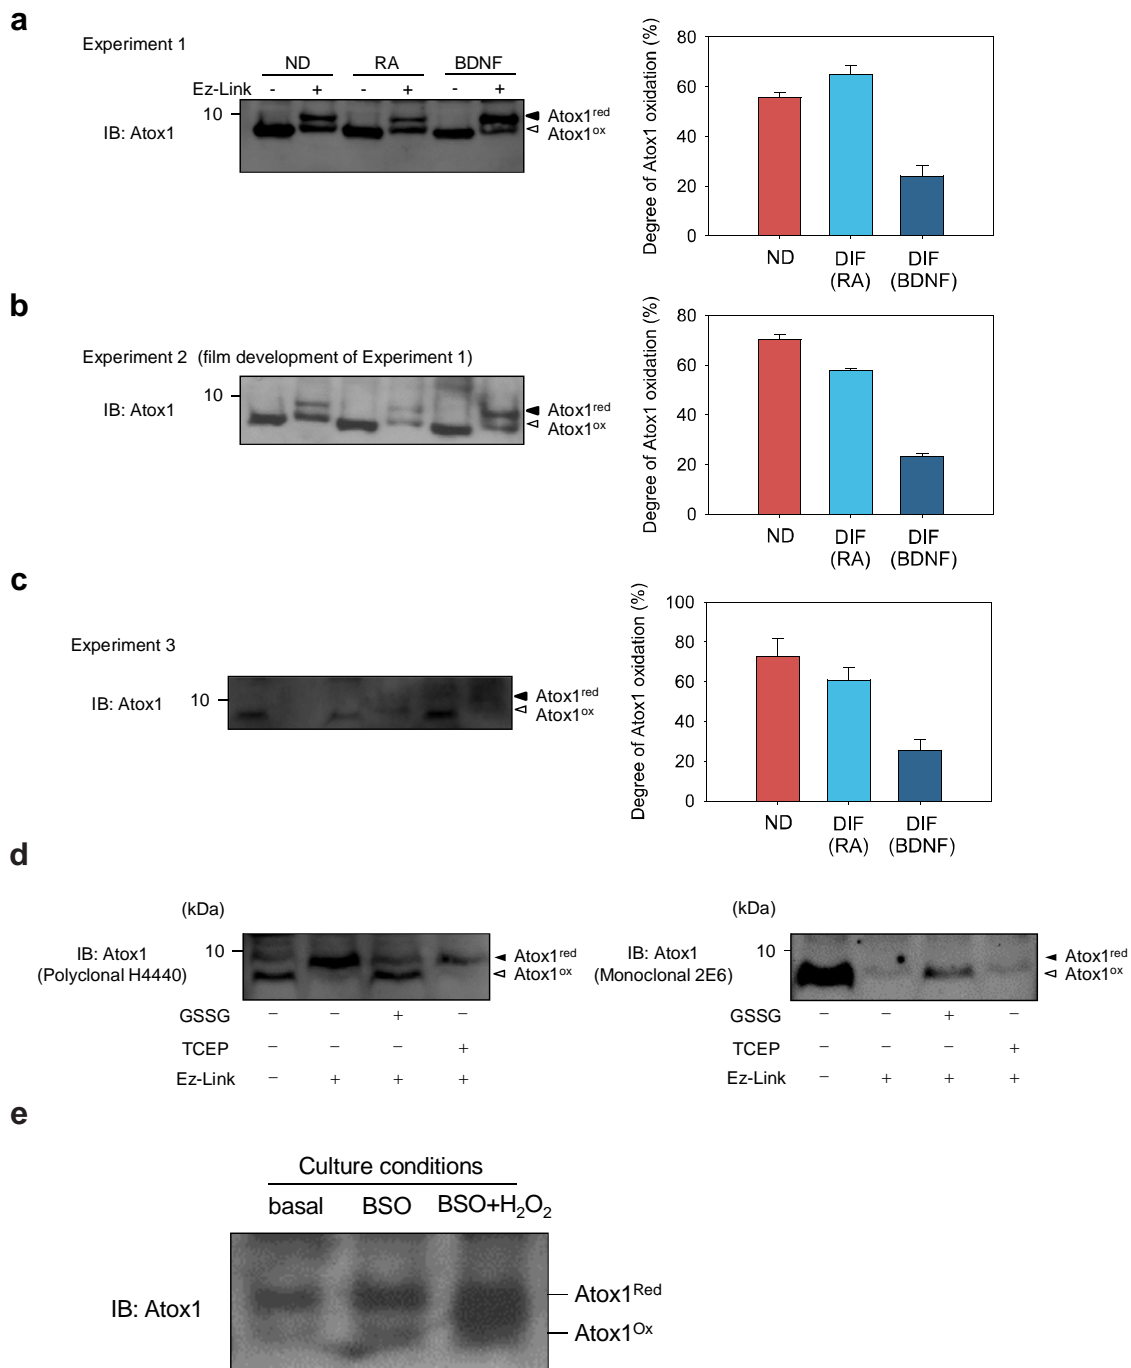 a
Experiment 1
ND RA BDNF
Ez-Link - + - + - +
10
IB: Atox1
Atox1red
Atox1ox
Degree of Atox1 oxidation (%)
80
60
40
20
0
ND DIF (RA) DIF (BDNF)
b
Experiment 2 (film development of Experiment 1)
10
IB: Atox1
Atox1red
Atox1ox
Degree of Atox1 oxidation (%)
80
60
40
20
0
ND DIF (RA) DIF (BDNF)
c
Experiment 3
IB: Atox1
10
Atox1red
Atox1ox
Degree of Atox1 oxidation (%)
100
80
60
40
20
0
ND DIF (RA) DIF (BDNF)
d
(kDa)
10
IB: Atox1
(Polyclonal H4440)
Atox1red
Atox1ox
GSSG − − + −
TCEP − − − +
Ez-Link − + + +
(kDa)
10
IB: Atox1
(Monoclonal 2E6)
Atox1red
Atox1ox
GSSG − − + −
TCEP − − − +
Ez-Link − + + +
e
Culture conditions
basal BSO BSO+H2O2
IB: Atox1
Atox1Red
Atox1Ox